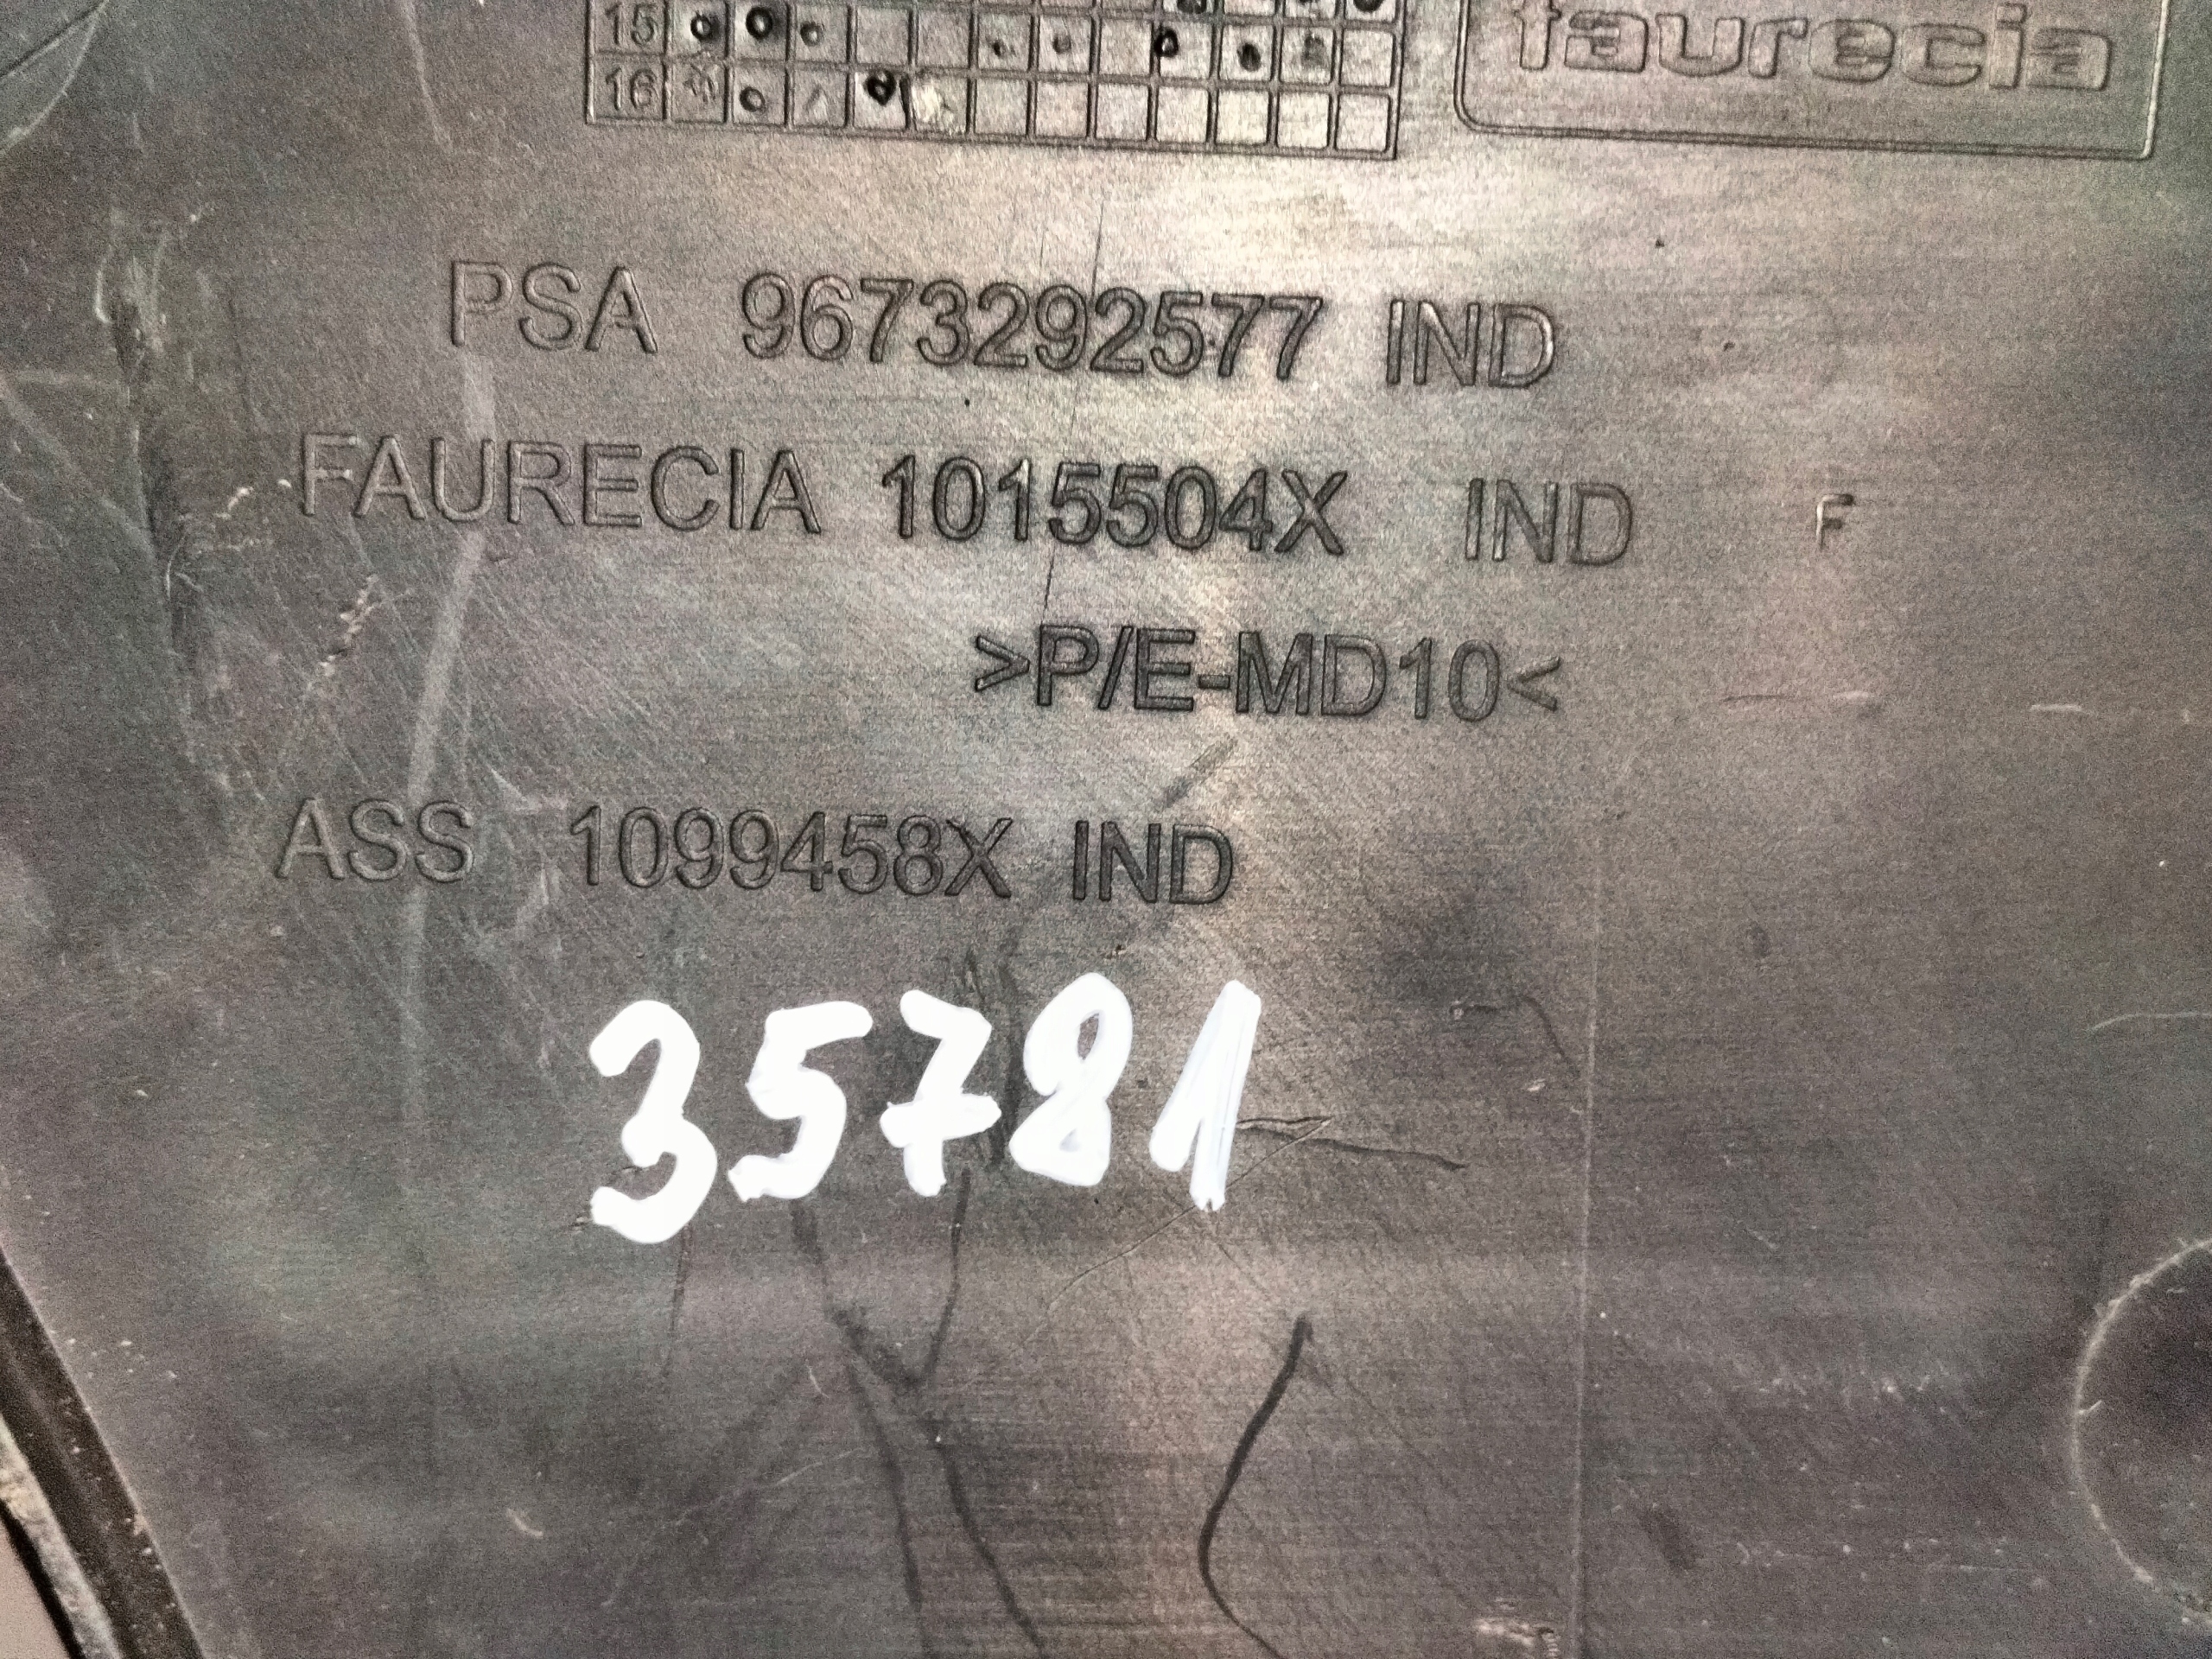 15
16
faurecia
PSA 9673292577 IND
FAURECIA 1015504X IND F
>P/E-MD10<
ASS 1099458X IND
35781